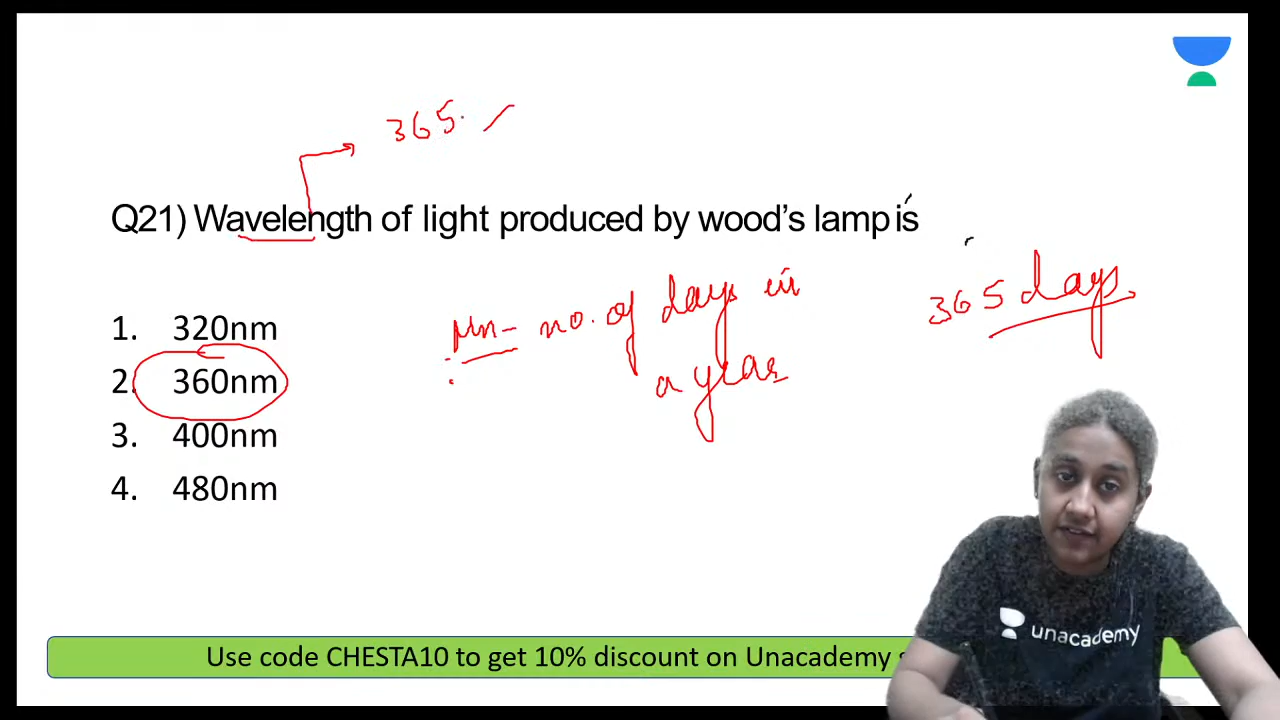 365.
Q21) Wavelength of light produced by wood's lamp is
365 days
Mn- no. of days in
a year
1. 320nm
2. 360nm
3. 400nm
4. 480nm
unacademy
Use code CHESTA10 to get 10% discount on Unacademy